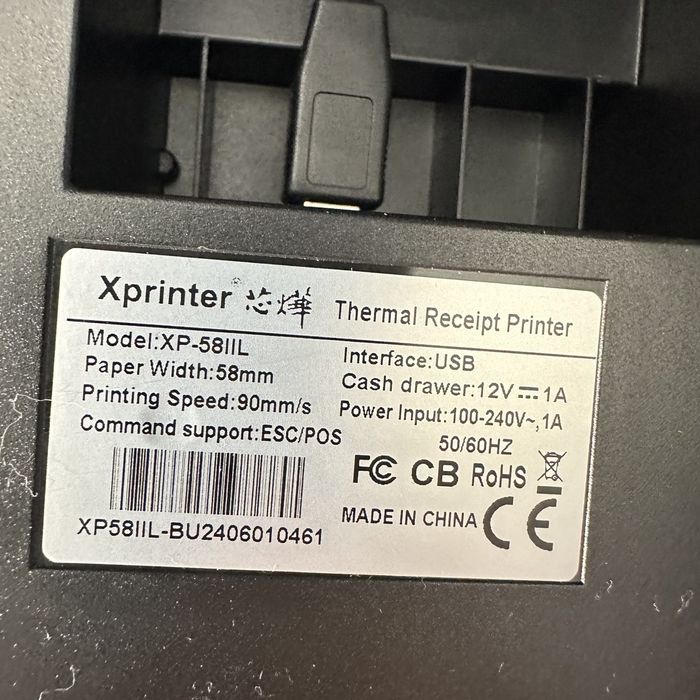 Xprinter® 芯烨 Thermal Receipt Printer
Model:XP-58IIL
Paper Width:58mm
Printing Speed:90mm/s
Command support:ESC/POS
XP58IIL-BU2406010461
Interface:USB
Cash drawer:12V⎓1A
Power Input:100-240V~,1A
50/60HZ
FC CB RoHS
MADE IN CHINA CE